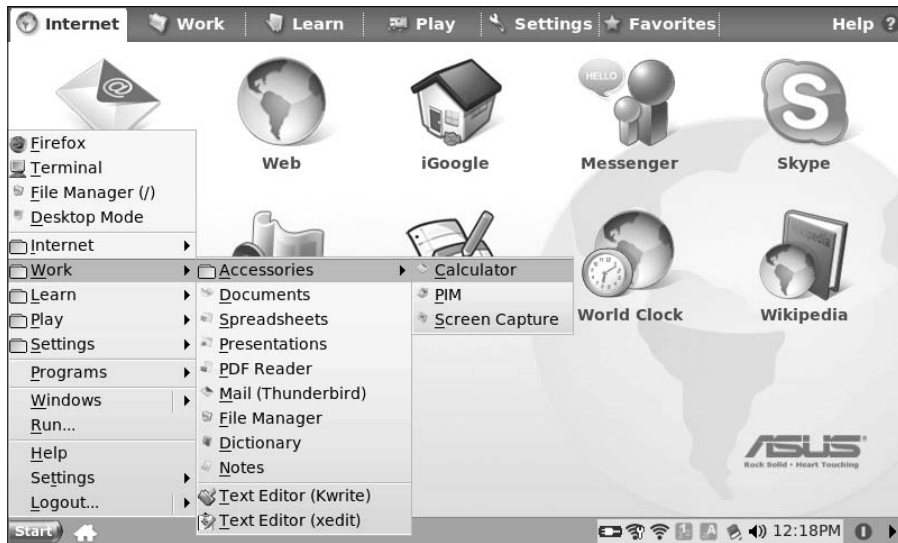 Internet Work Learn Play Settings Favorites Help ?
@
HELLO
S
Web iGoogle Messenger Skype
World Clock Wikipedia
Firefox
Terminal
File Manager (/)
Desktop Mode
Internet
Work
Learn
Play
Settings
Programs
Windows
Run...
Help
Settings
Logout...
Accessories
Documents
Spreadsheets
Presentations
PDF Reader
Mail (Thunderbird)
File Manager
Dictionary
Notes
Text Editor (Kwrite)
Text Editor (xedit)
Calculator
PIM
Screen Capture
ASUS
Rock Solid • Heart Touching
Start 1 A 12:18PM